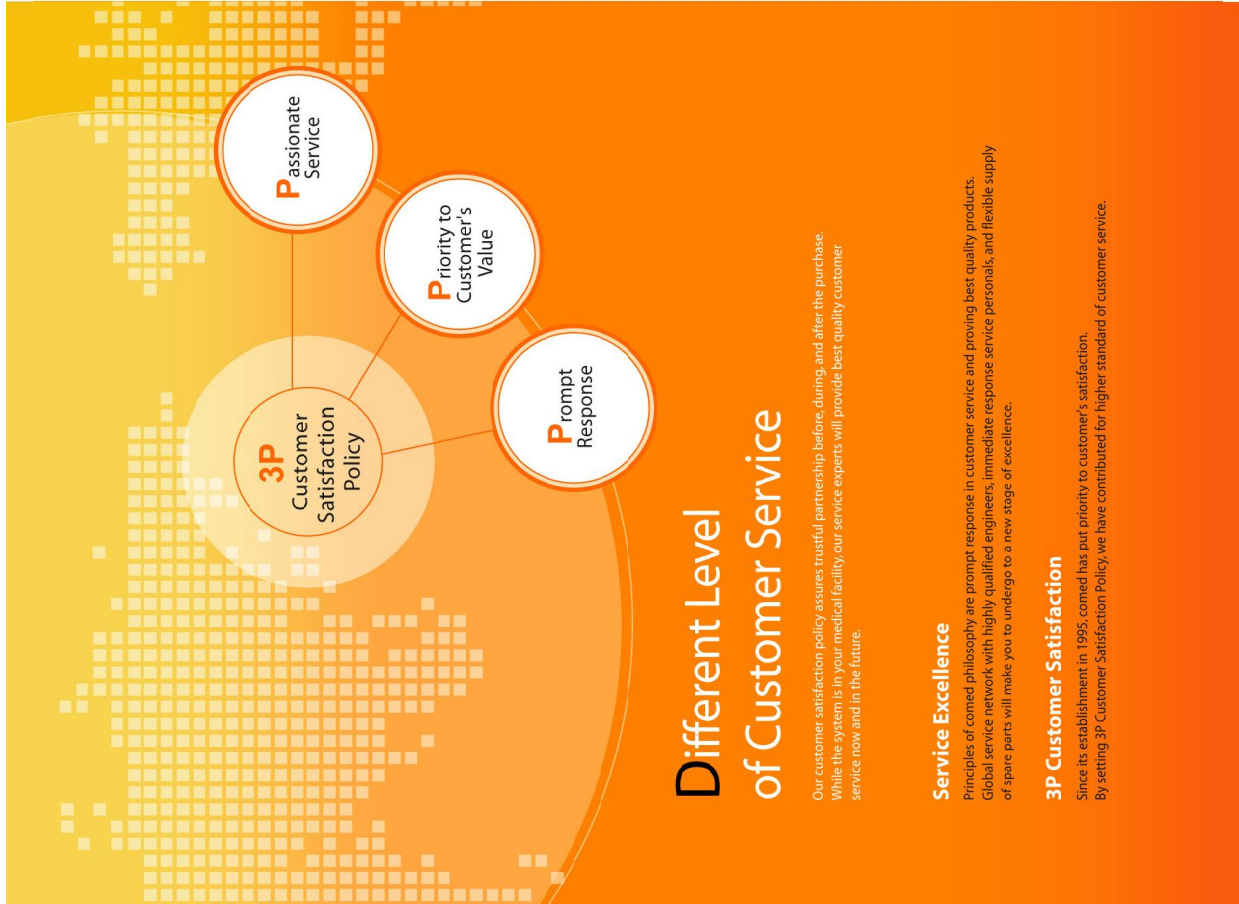 3P
Customer
Satisfaction
Policy
Prompt
Response
Priority to
Customer's
Value
Passionate
Service
Different Level
of Customer Service
Our customer satisfaction policy assures trustful partnership before, during, and after the purchase.
While the system is in your medical facility, our service experts will provide best quality customer
service now and in the future.
Service Excellence
Principles of comed philosophy are prompt response in customer service and proving best quality products.
Global service network with highly qualified engineers, immediate response service personals, and flexible supply
of spare parts will make you to undergo to a new stage of excellence.
3P Customer Satisfaction
Since its establishment in 1995, comed has put priority to customer's satisfaction.
By setting 3P Customer Satisfaction Policy, we have contributed for higher standard of customer service.